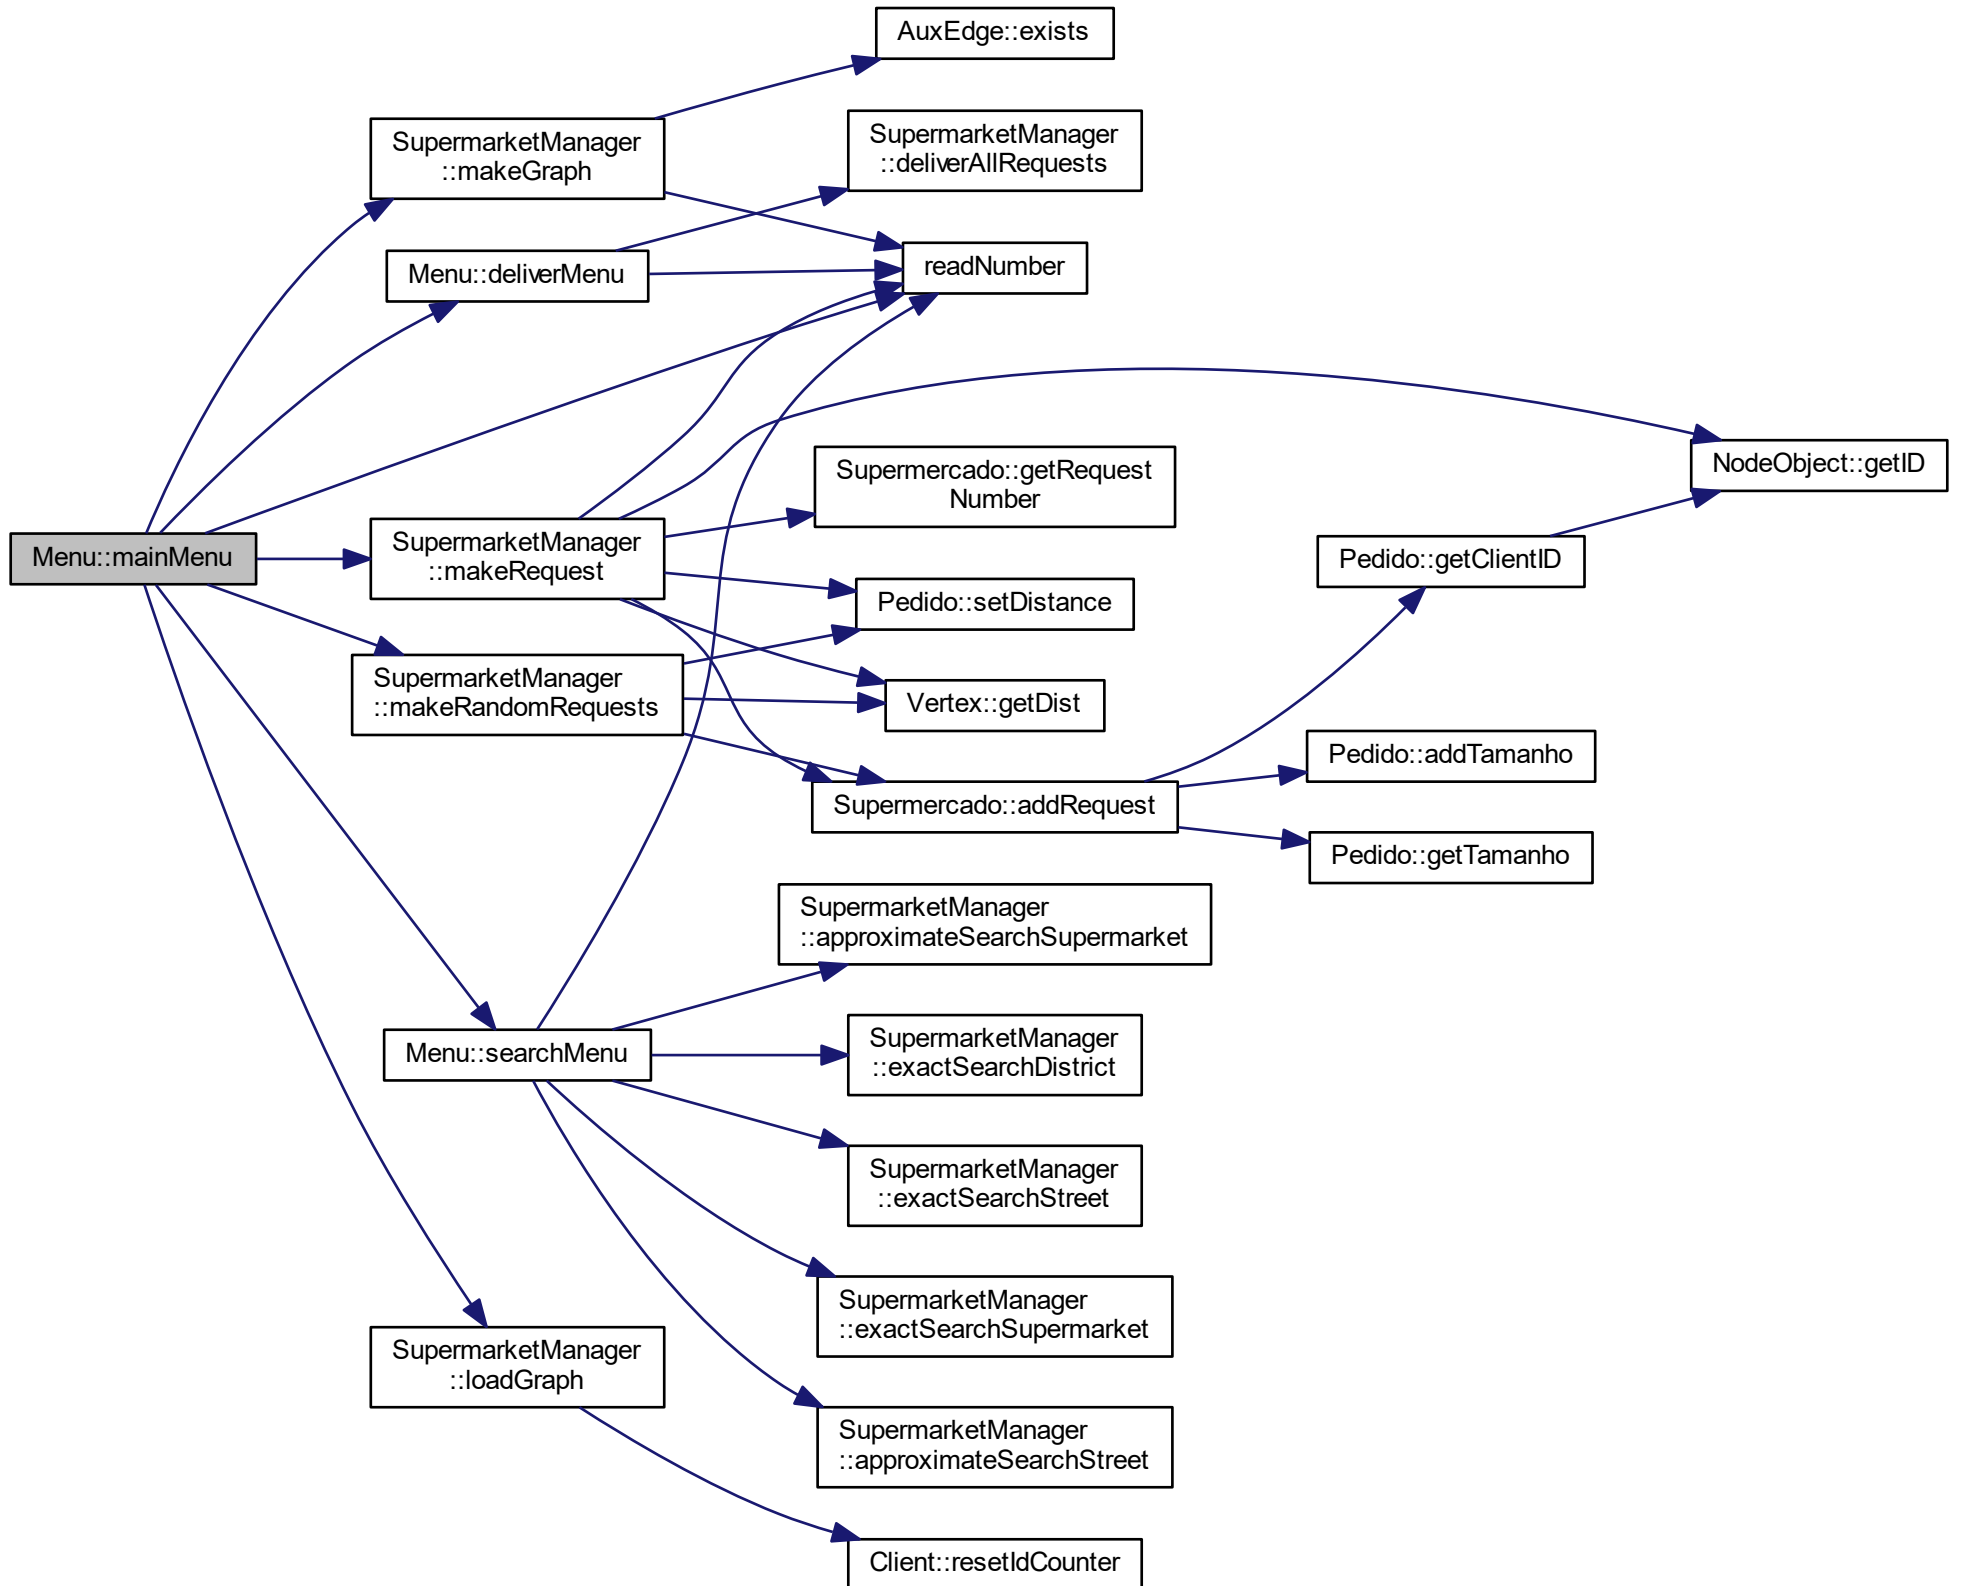 AuxEdge::exists
SupermarketManager
::makeGraph
SupermarketManager
::deliverAllRequests
Menu::deliverMenu
readNumber
NodeObject::getID
Supermercado::getRequest
Number
Menu::mainMenu
SupermarketManager
::makeRequest
Pedido::getClientID
Pedido::setDistance
SupermarketManager
::makeRandomRequests
Vertex::getDist
Pedido::addTamanho
Supermercado::addRequest
Pedido::getTamanho
SupermarketManager
::approximateSearchSupermarket
Menu::searchMenu
SupermarketManager
::exactSearchDistrict
SupermarketManager
::exactSearchStreet
SupermarketManager
::exactSearchSupermarket
SupermarketManager
::loadGraph
SupermarketManager
::approximateSearchStreet
Client::resetIdCounter